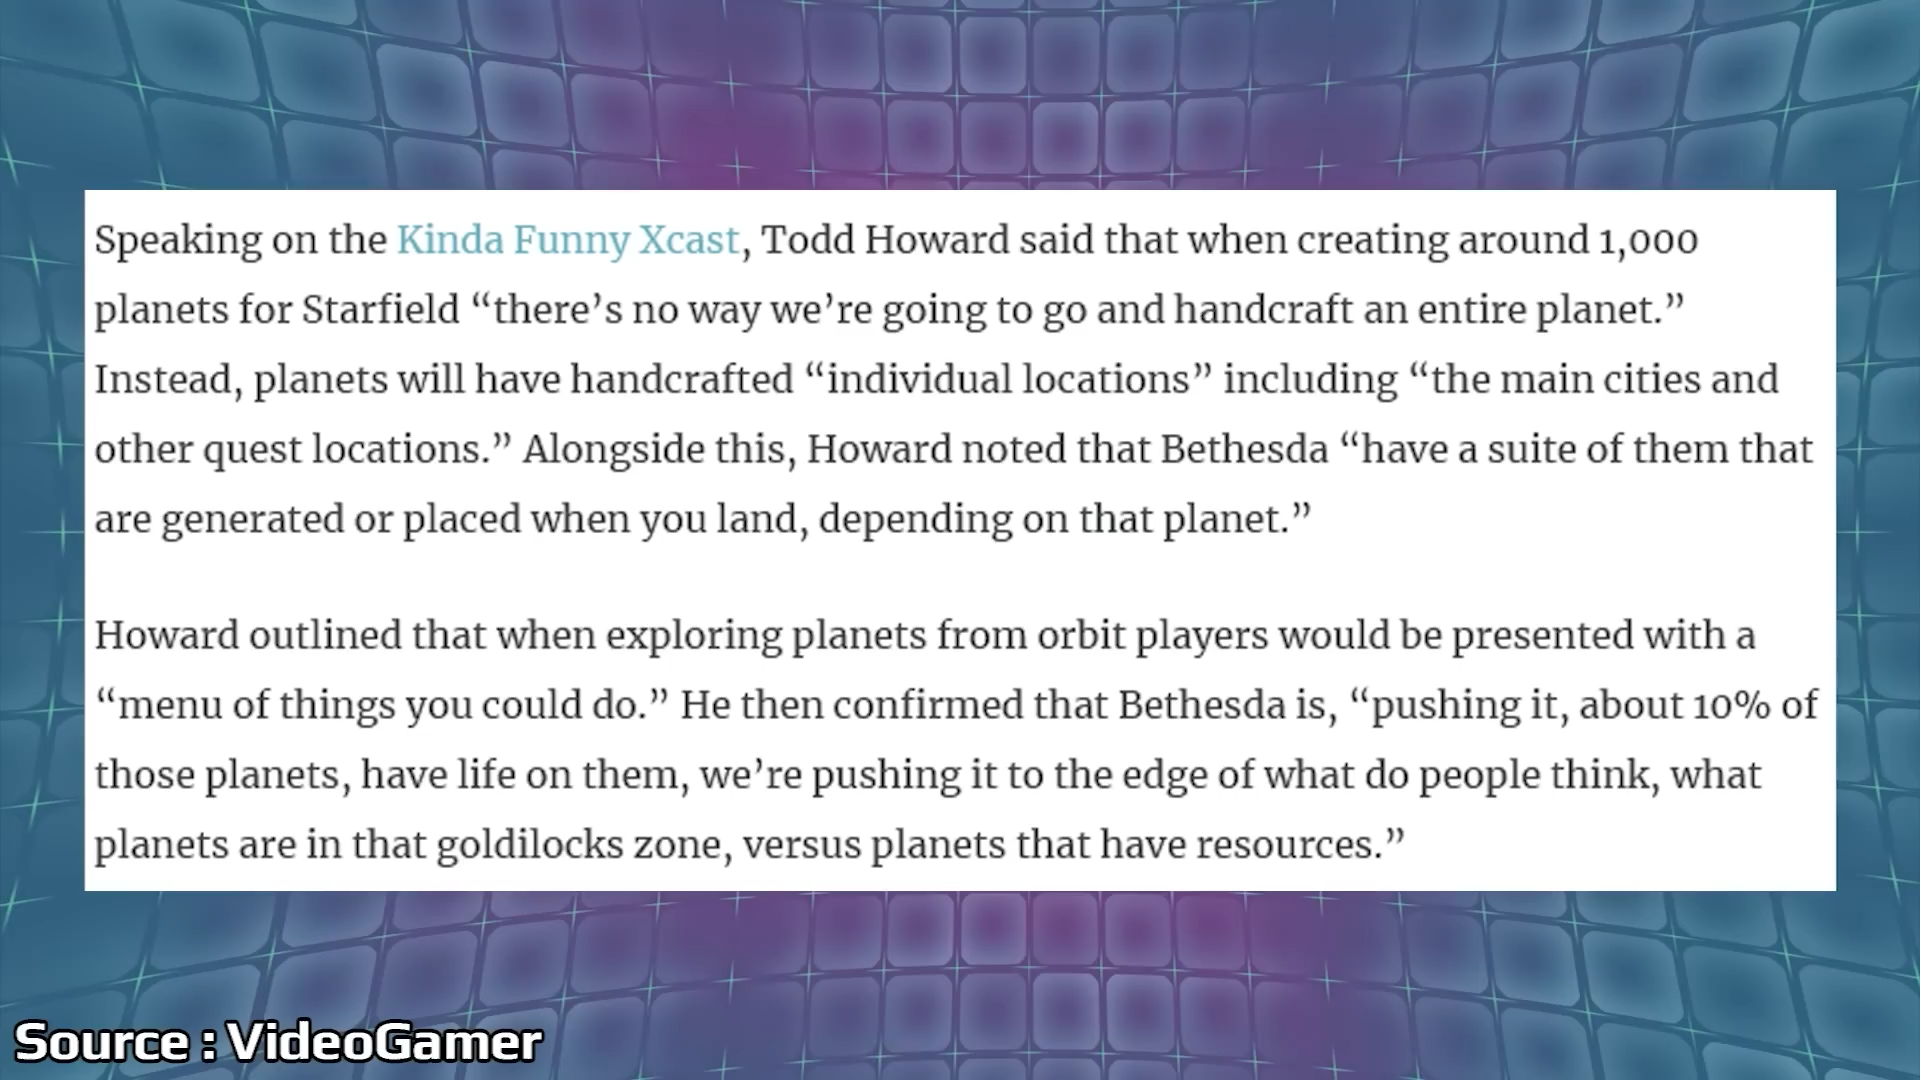 Speaking on the Kinda Funny Xcast, Todd Howard said that when creating around 1,000
planets for Starfield “there’s no way we’re going to go and handcraft an entire planet.”
Instead, planets will have handcrafted “individual locations” including “the main cities and
other quest locations.” Alongside this, Howard noted that Bethesda “have a suite of them that
are generated or placed when you land, depending on that planet.”
Howard outlined that when exploring planets from orbit players would be presented with a
“menu of things you could do.” He then confirmed that Bethesda is, “pushing it, about 10% of
those planets, have life on them, we’re pushing it to the edge of what do people think, what
planets are in that goldilocks zone, versus planets that have resources.”
Source : VideoGamer